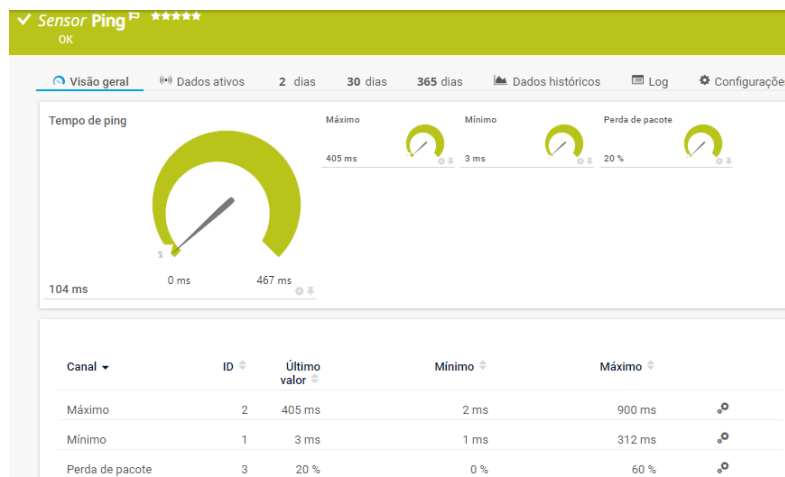 Sensor Ping
OK
Visão geral
Dados ativos
2 dias
30 dias
365 dias
Dados históricos
Log
Configurações
Tempo de ping
Máximo
Mínimo
Perda de pacote
405 ms
3 ms
20 %
0 ms
467 ms
104 ms
Canal ID Último valor Mínimo Máximo
Máximo 2 405 ms 2 ms 900 ms
Mínimo 1 3 ms 1 ms 312 ms
Perda de pacote 3 20 % 0 % 60 %